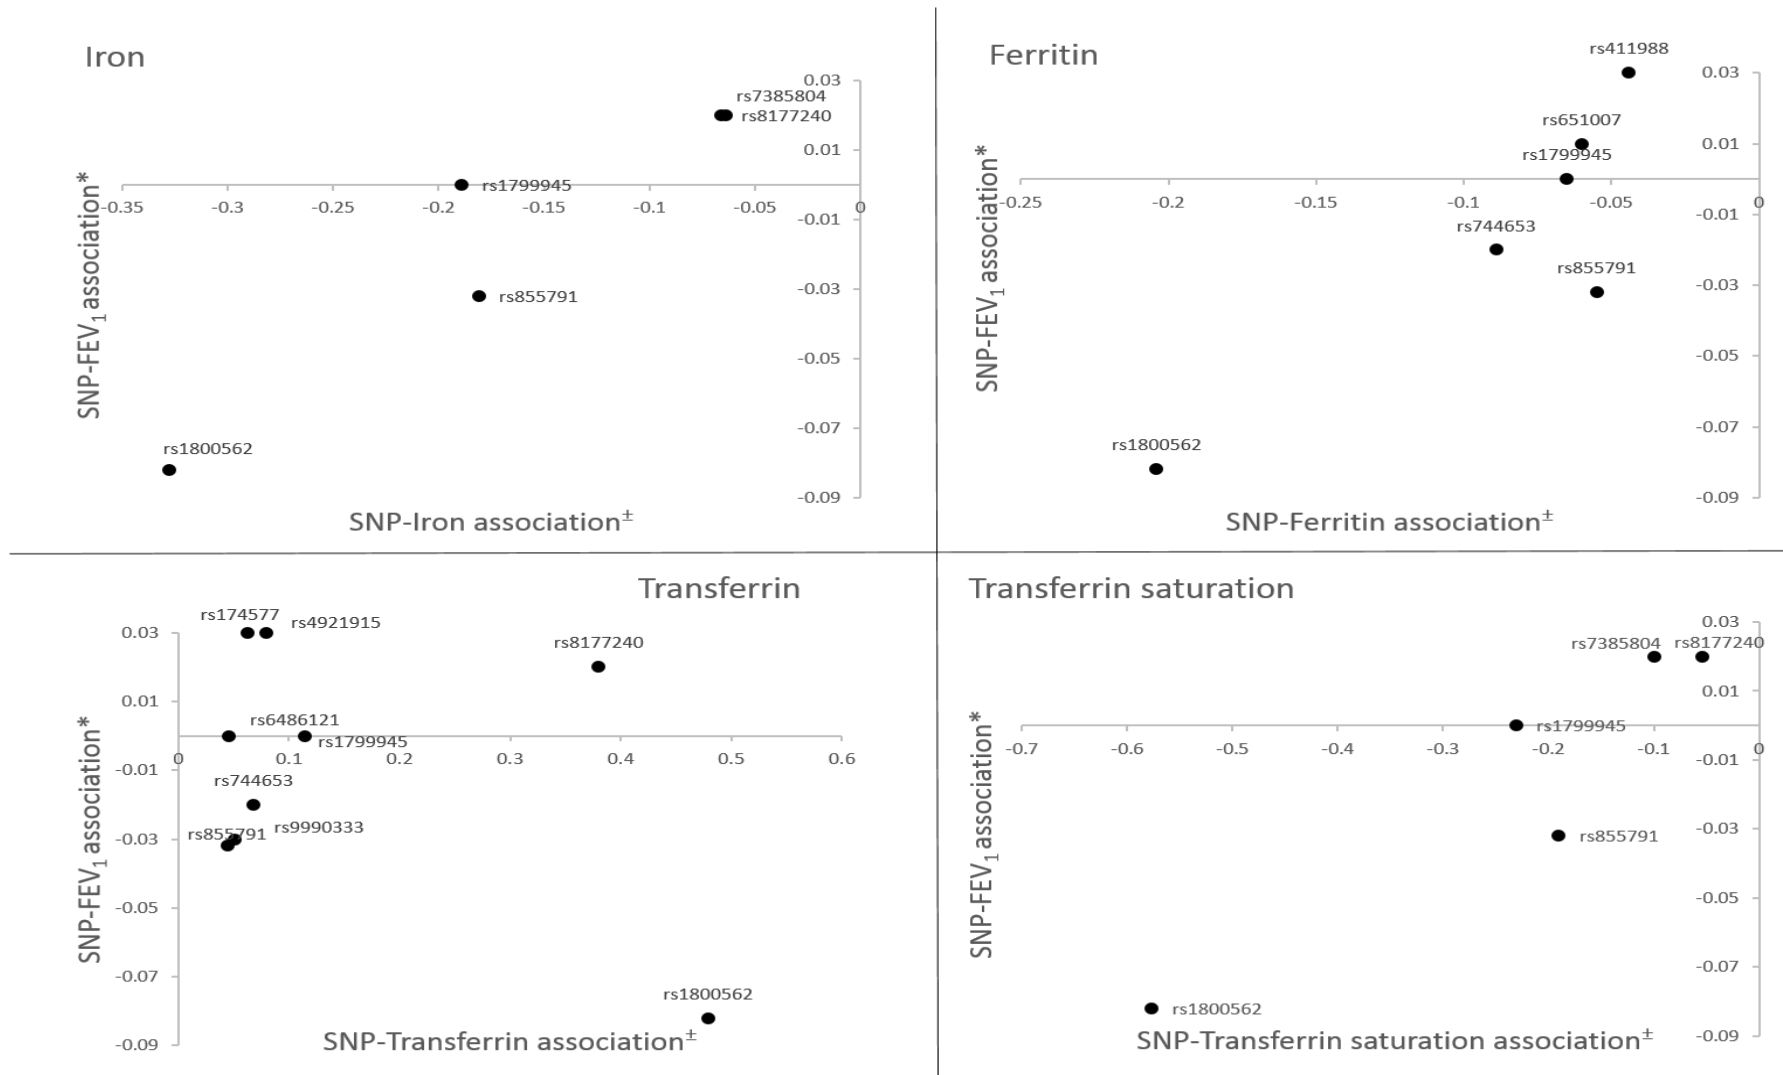 Iron
0.03
rs7385804
rs8177240
0.01
rs1799945
-0.35
-0.3
-0.25
-0.2
-0.15
-0.1
-0.05
0
-0.01
rs855791
-0.03
-0.05
-0.07
rs1800562
-0.09
SNP-FEV1 association*
SNP-Iron association±
Ferritin
rs411988
0.03
rs651007
0.01
rs1799945
-0.25
-0.2
-0.15
-0.1
-0.05
0
-0.01
rs744653
rs855791
-0.03
-0.05
-0.07
rs1800562
-0.09
SNP-FEV1 association*
SNP-Ferritin association±
Transferrin
rs174577
rs4921915
0.03
rs8177240
0.01
rs6486121
rs1799945
0
0.1
0.2
0.3
0.4
0.5
0.6
-0.01
rs744653
rs9990333
rs855791
-0.03
-0.05
-0.07
rs1800562
-0.09
SNP-FEV1 association*
SNP-Transferrin association±
Transferrin saturation
0.03
rs7385804
rs8177240
0.01
rs1799945
-0.7
-0.6
-0.5
-0.4
-0.3
-0.2
-0.1
0
-0.01
-0.03
rs855791
-0.05
-0.07
rs1800562
-0.09
SNP-FEV1 association*
SNP-Transferrin saturation association±